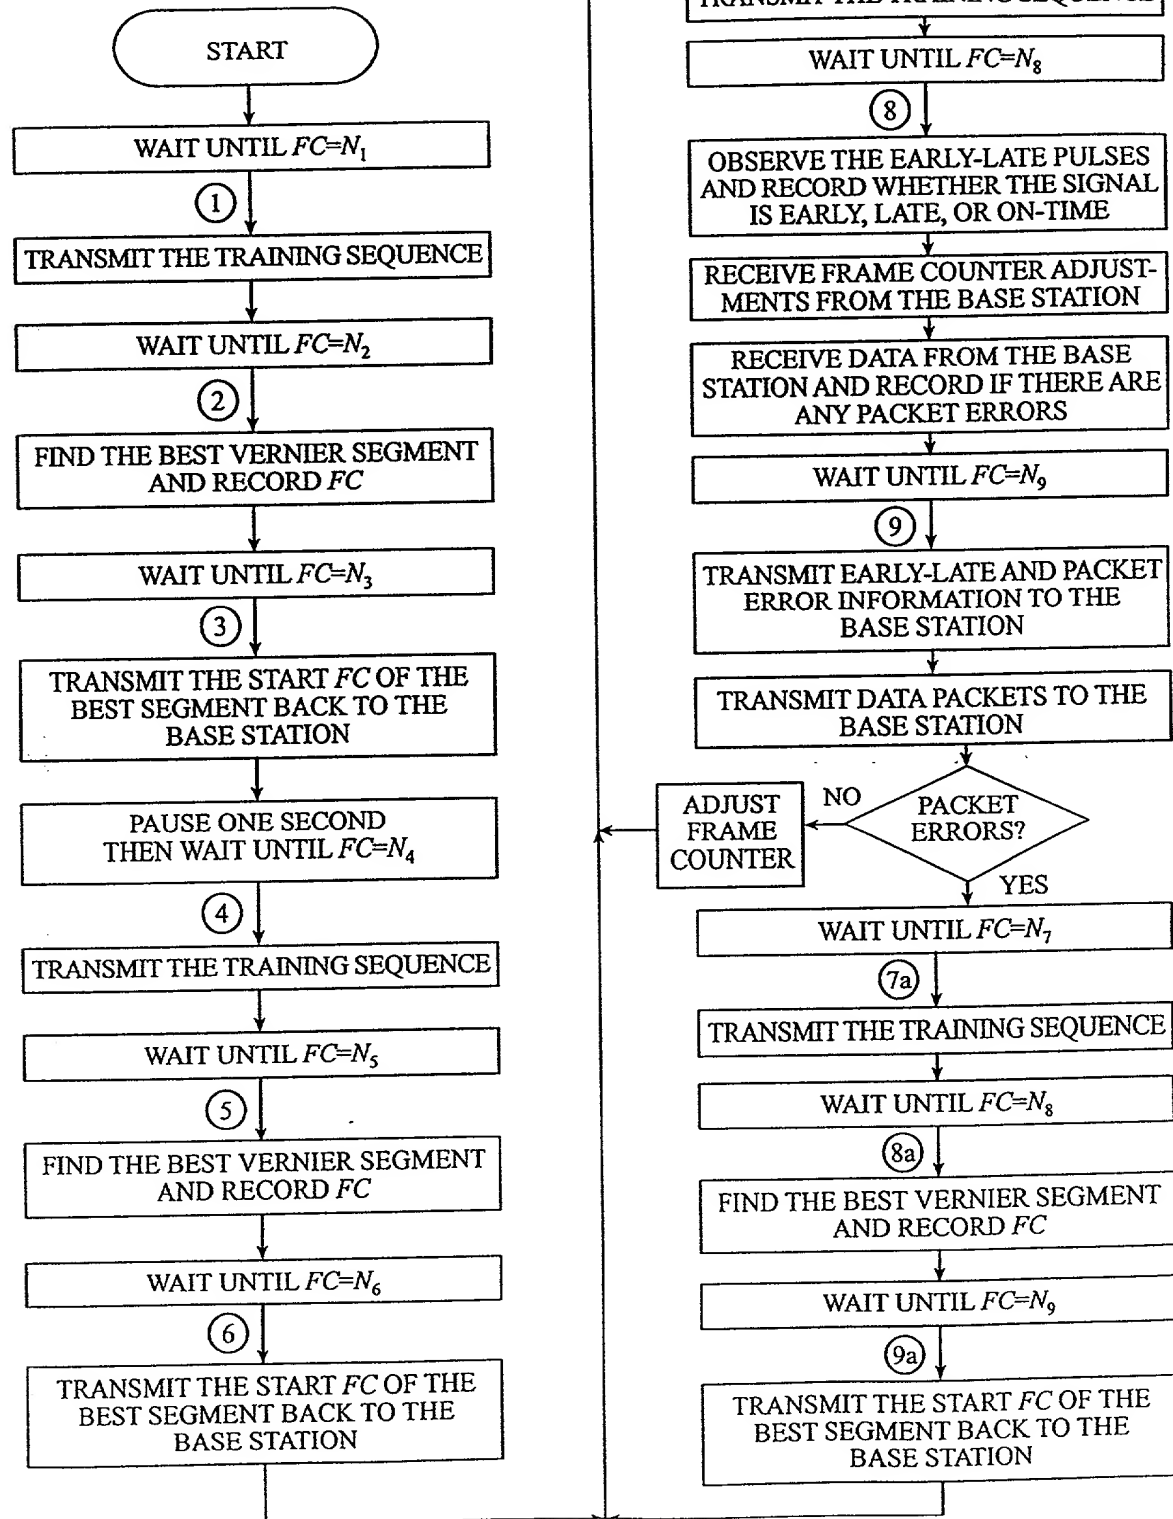 START
WAIT UNTIL FC=N₁
1
TRANSMIT THE TRAINING SEQUENCE
WAIT UNTIL FC=N₂
2
FIND THE BEST VERNIER SEGMENT
AND RECORD FC
WAIT UNTIL FC=N₃
3
TRANSMIT THE START FC OF THE
BEST SEGMENT BACK TO THE
BASE STATION
PAUSE ONE SECOND
THEN WAIT UNTIL FC=N₄
4
TRANSMIT THE TRAINING SEQUENCE
WAIT UNTIL FC=N₅
5
FIND THE BEST VERNIER SEGMENT
AND RECORD FC
WAIT UNTIL FC=N₆
6
TRANSMIT THE START FC OF THE
BEST SEGMENT BACK TO THE
BASE STATION
TRANSMIT THE TRAINING SEQUENCE
WAIT UNTIL FC=N₈
8
OBSERVE THE EARLY-LATE PULSES
AND RECORD WHETHER THE SIGNAL
IS EARLY, LATE, OR ON-TIME
RECEIVE FRAME COUNTER ADJUST-
MENTS FROM THE BASE STATION
RECEIVE DATA FROM THE BASE
STATION AND RECORD IF THERE ARE
ANY PACKET ERRORS
WAIT UNTIL FC=N₉
9
TRANSMIT EARLY-LATE AND PACKET
ERROR INFORMATION TO THE
BASE STATION
TRANSMIT DATA PACKETS TO THE
BASE STATION
PACKET
ERRORS?
NO
ADJUST
FRAME
COUNTER
YES
WAIT UNTIL FC=N₇
7a
TRANSMIT THE TRAINING SEQUENCE
WAIT UNTIL FC=N₈
8a
FIND THE BEST VERNIER SEGMENT
AND RECORD FC
WAIT UNTIL FC=N₉
9a
TRANSMIT THE START FC OF THE
BEST SEGMENT BACK TO THE
BASE STATION